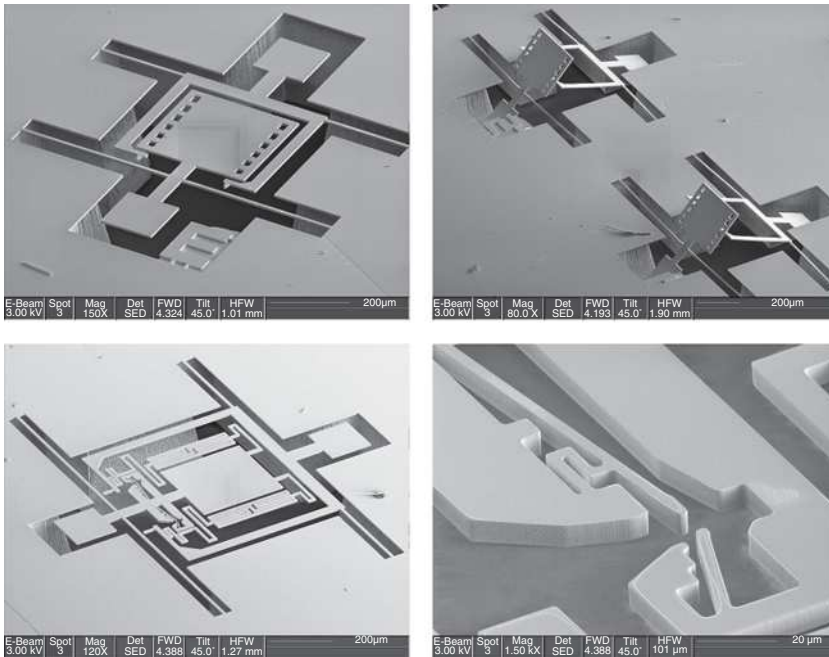 E-Beam Spot Mag Det FWD Tilt HFW 200µm
3.00 kV 3 150X SED 4.324 45.0° 1.01 mm
E-Beam Spot Mag Det FWD Tilt HFW 200µm
3.00 kV 3 80.0 X SED 4.193 45.0° 1.90 mm
E-Beam Spot Mag Det FWD Tilt HFW 200µm
3.00 kV 3 120X SED 4.388 45.0° 1.27 mm
E-Beam Spot Mag Det FWD Tilt HFW 20 µm
3.00 kV 3 1.50 kX SED 4.388 45.0° 101 µm